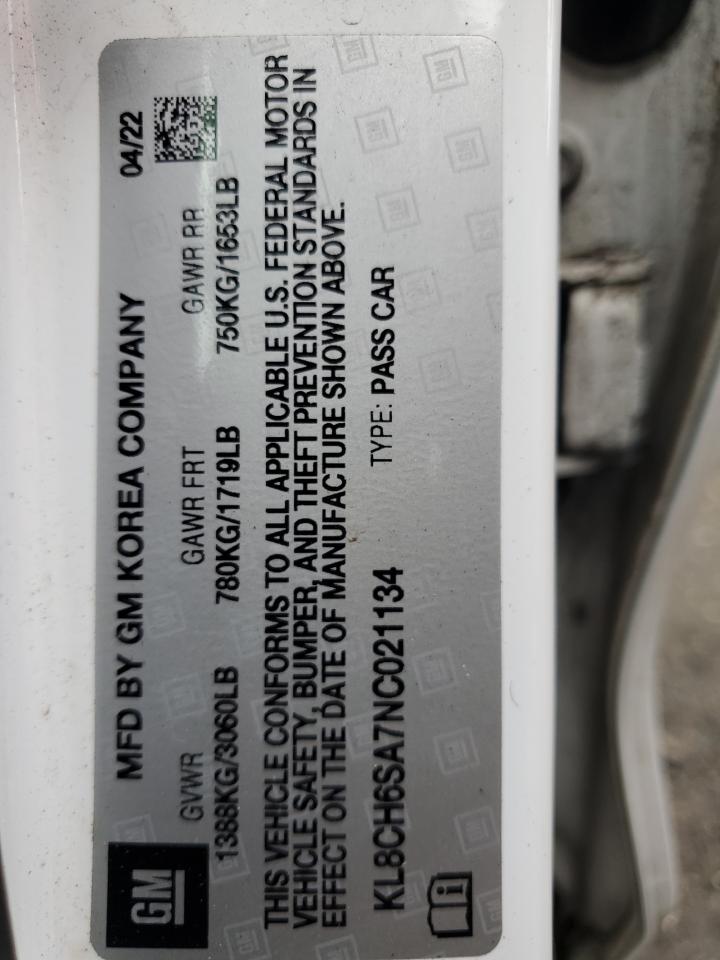 MFD BY GM KOREA COMPANY 04/22
GVWR GAWR FRT GAWR RR
1388KG/3060LB 780KG/1719LB 750KG/1653LB
THIS VEHICLE CONFORMS TO ALL APPLICABLE U.S. FEDERAL MOTOR
VEHICLE SAFETY, BUMPER, AND THEFT PREVENTION STANDARDS IN
EFFECT ON THE DATE OF MANUFACTURE SHOWN ABOVE.
KL8CH6SA7NC021134 TYPE: PASS CAR
GM
i